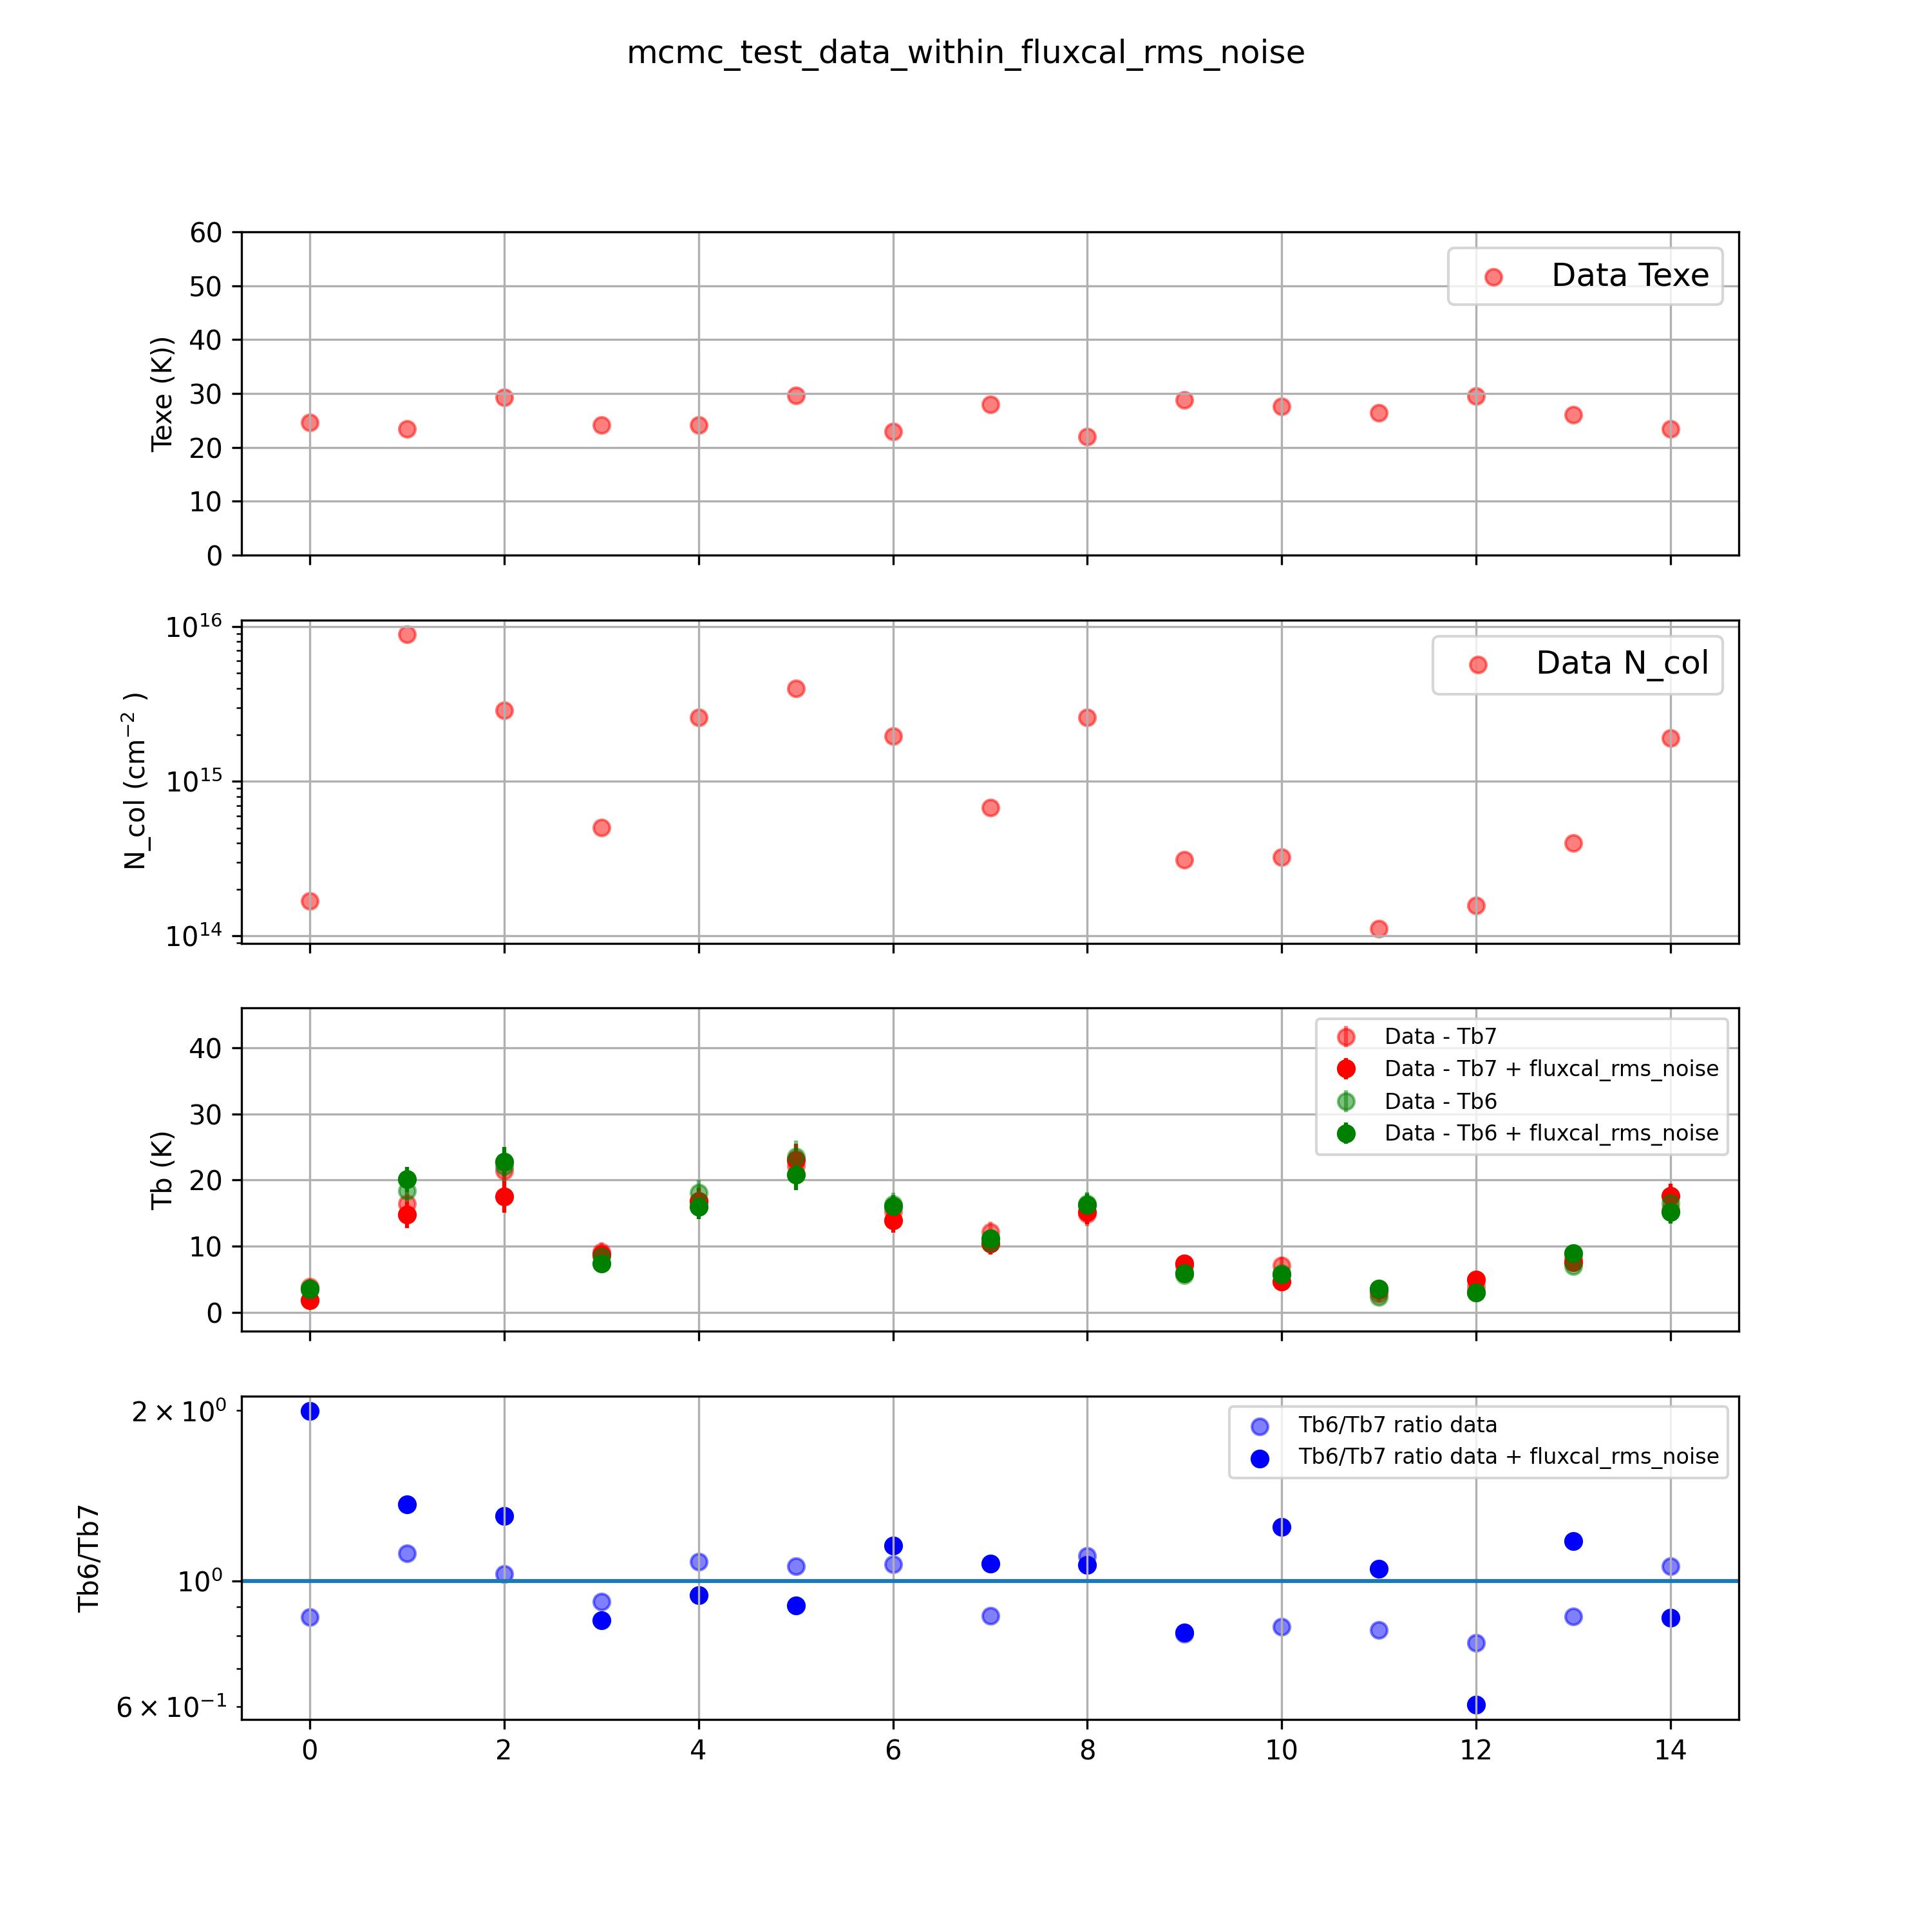 mcmc_test_data_within_fluxcal_rms_noise
60
50
40
30
20
10
0
Texe (K))
Data Texe
10^16
10^15
10^14
N_col (cm^−2 )
Data N_col
40
30
20
10
0
Tb (K)
Data - Tb7
Data - Tb7 + fluxcal_rms_noise
Data - Tb6
Data - Tb6 + fluxcal_rms_noise
2 × 10^0
10^0
6 × 10^−1
Tb6/Tb7
Tb6/Tb7 ratio data
Tb6/Tb7 ratio data + fluxcal_rms_noise
0 2 4 6 8 10 12 14